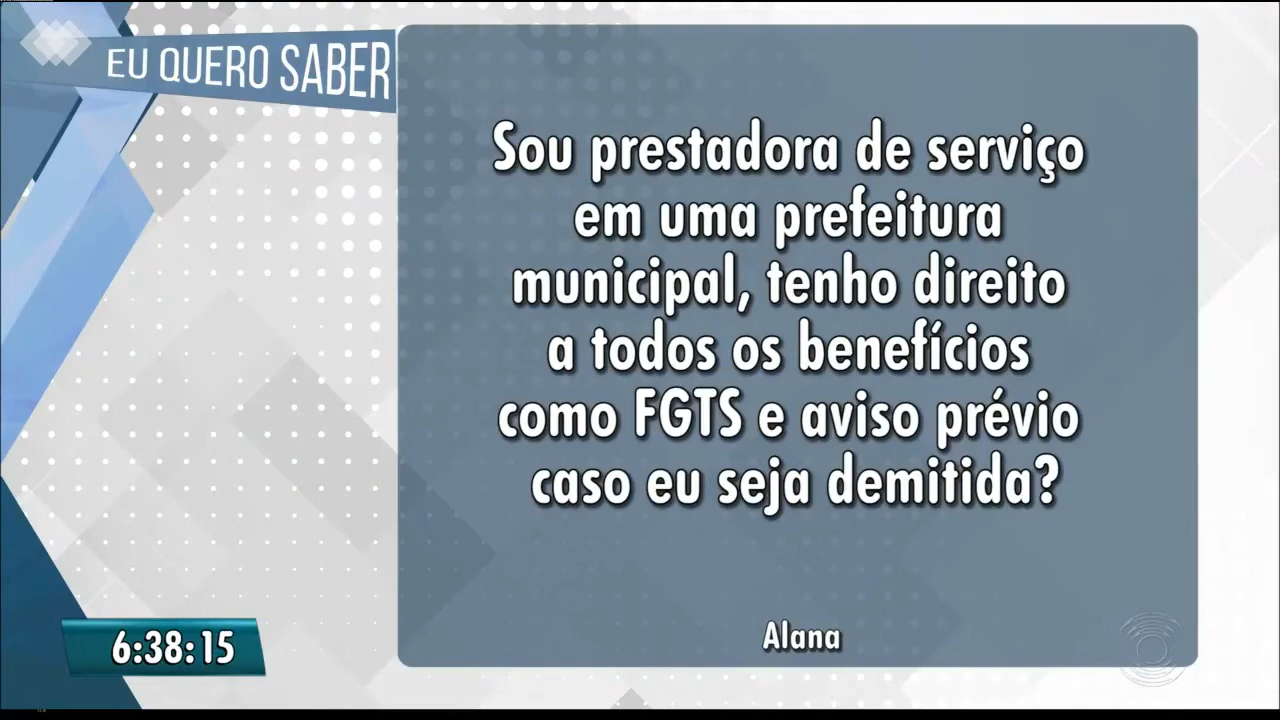 EU QUERO SABER
Sou prestadora de serviço
em uma prefeitura
municipal, tenho direito
a todos os benefícios
como FGTS e aviso prévio
caso eu seja demitida?
Alana
6:38:15